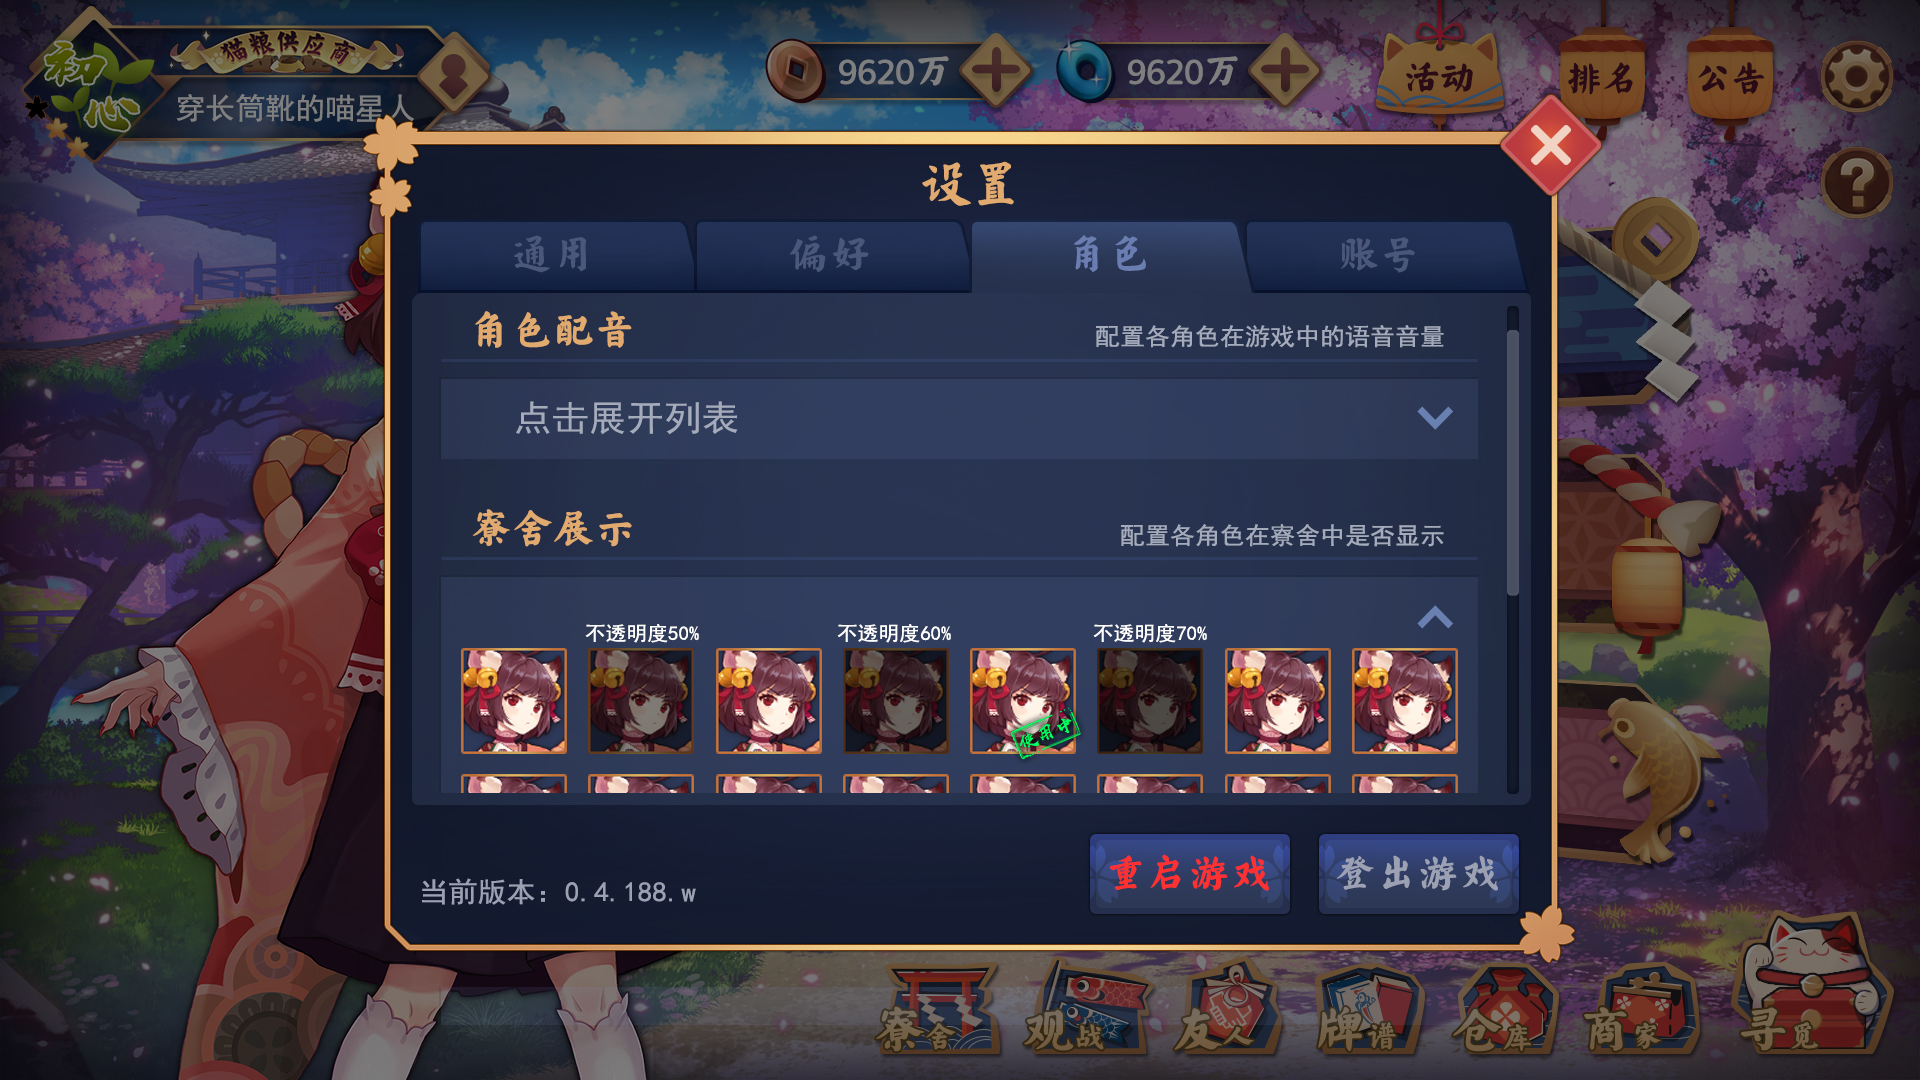 初心
猫粮供应商
穿长筒靴的喵星人
9620万
9620万
活动
排名
公告
?
设置
通用
偏好
角色
账号
角色配音
配置各角色在游戏中的语音音量
点击展开列表
寮舍展示
配置各角色在寮舍中是否显示
不透明度50%
不透明度60%
不透明度70%
使用中
当前版本：0.4.188.w
重启游戏
登出游戏
寮舍
观战
友人
牌谱
仓库
商家
寻觅